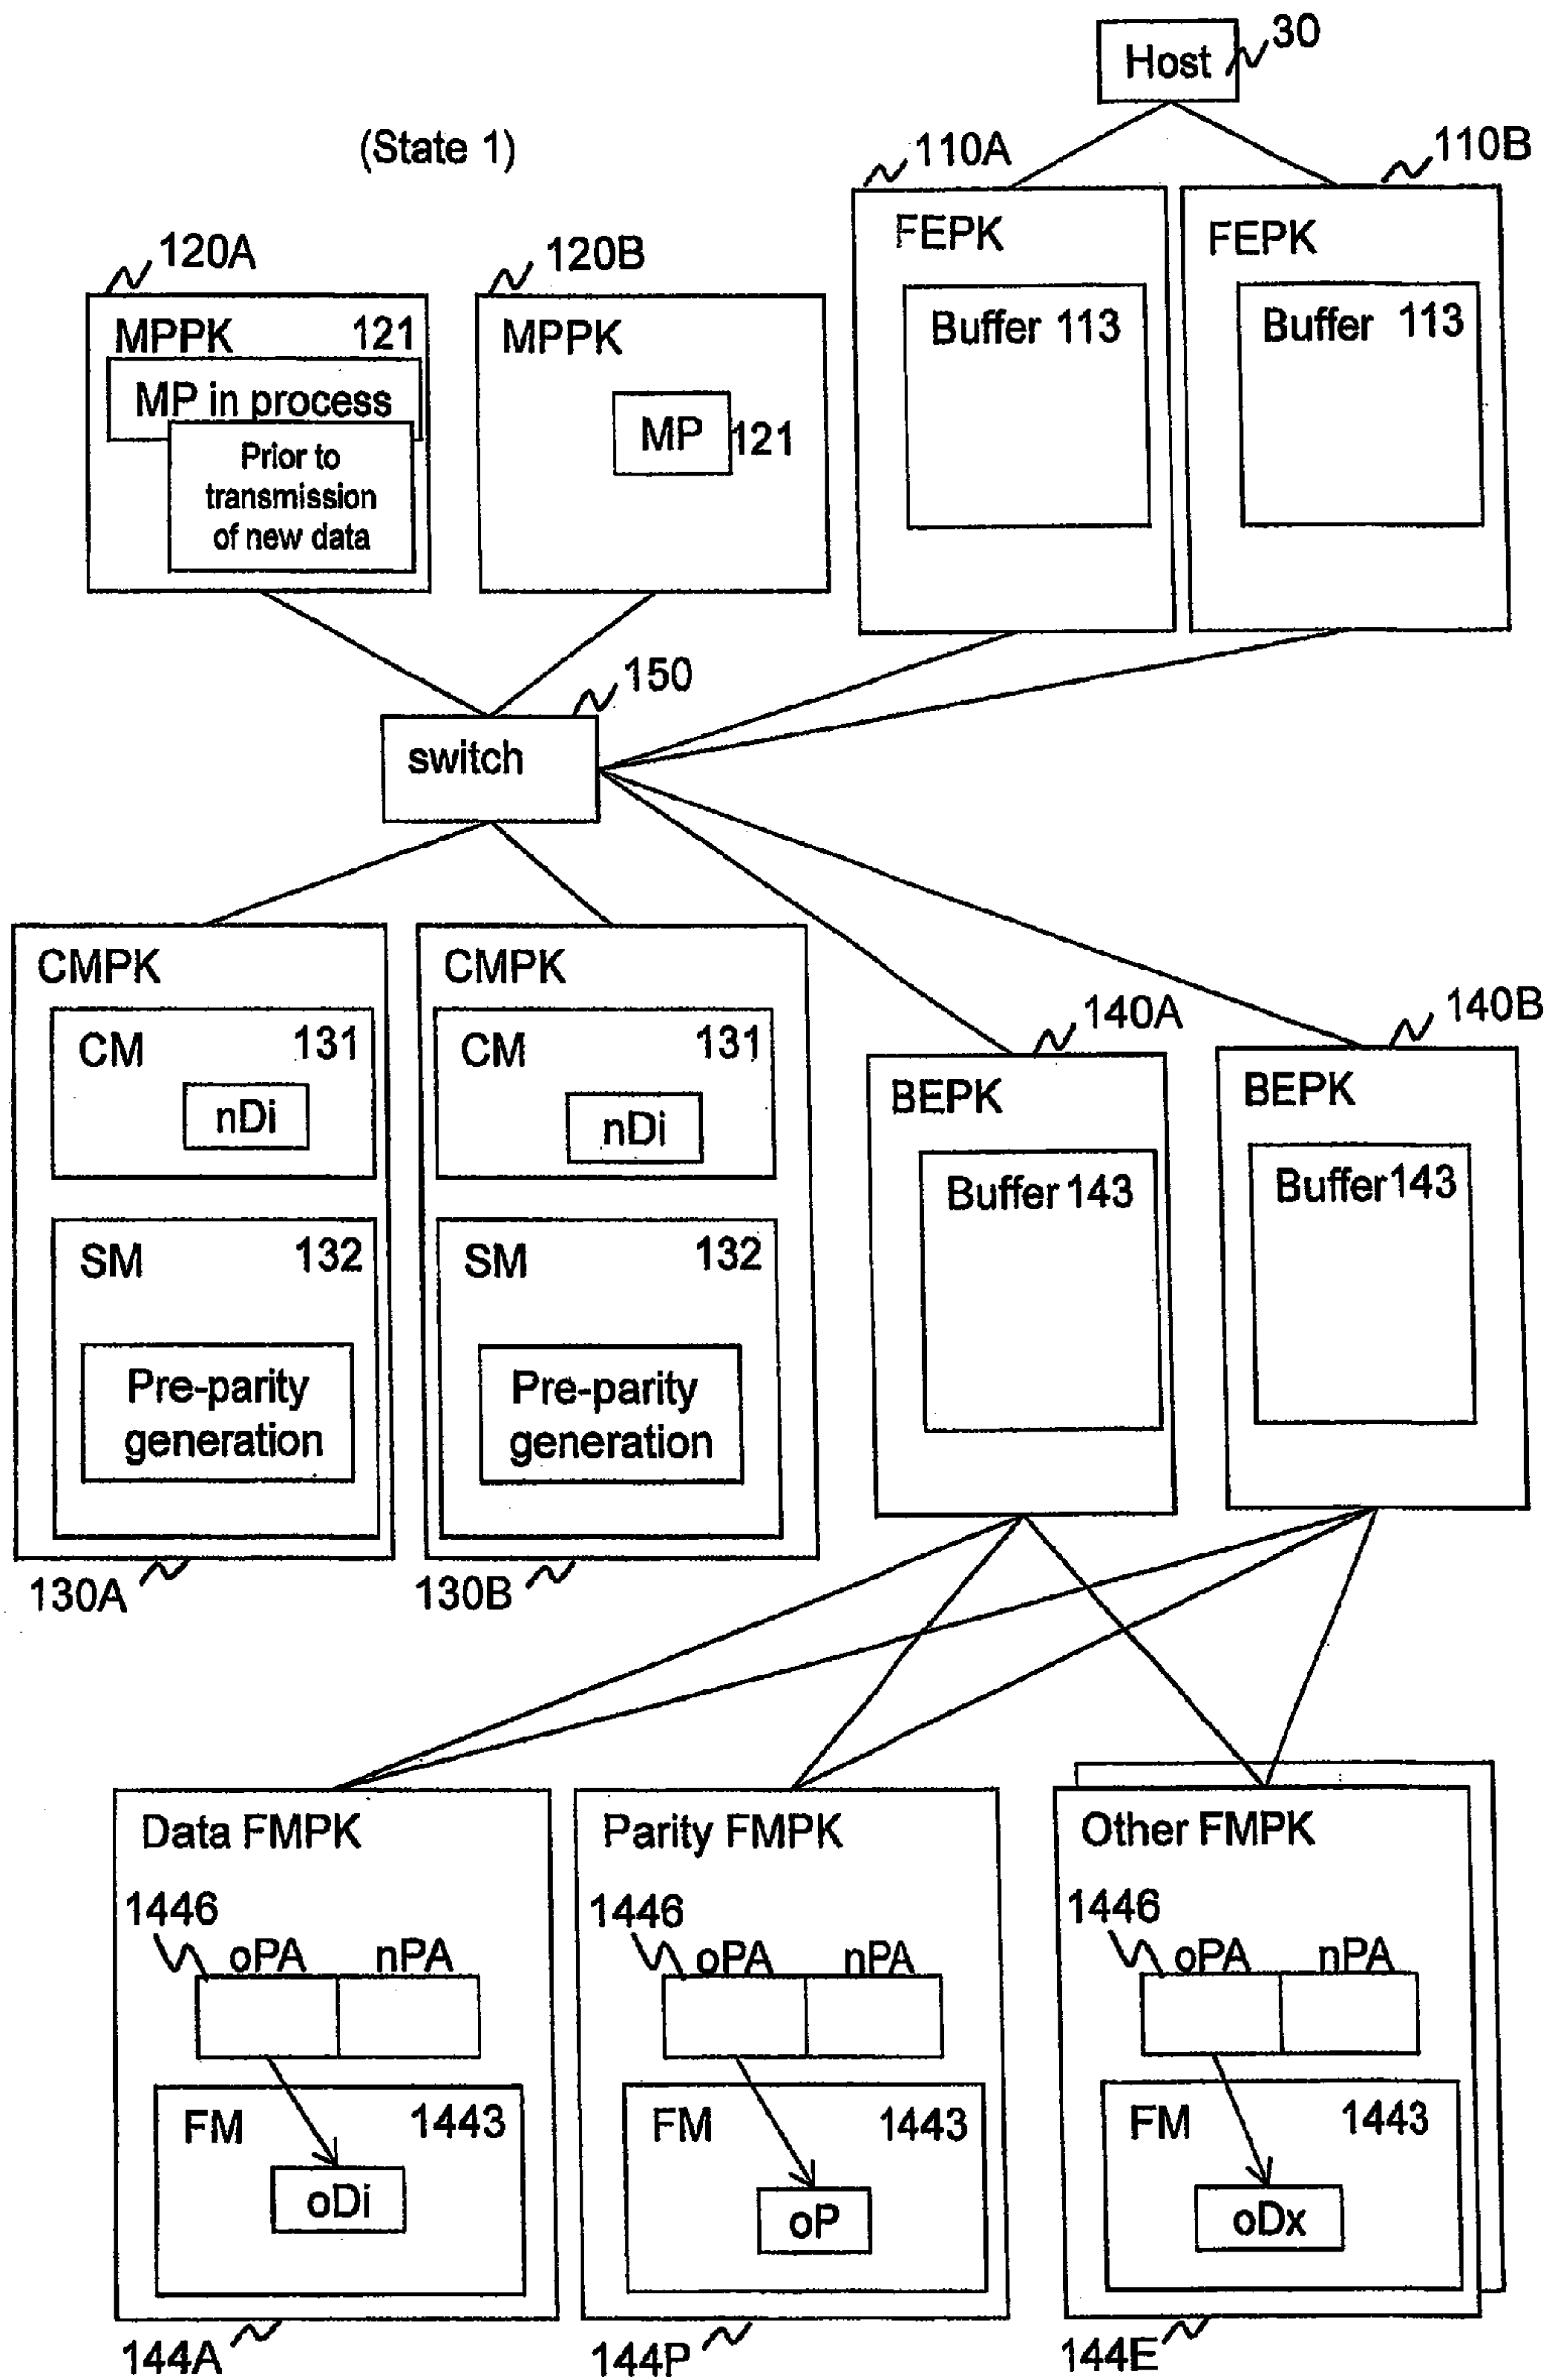 Host
30
(State 1)
110A
110B
FEPK
Buffer 113
FEPK
Buffer 113
120A
MPPK
121
MP in process
Prior to
transmission
of new data
120B
MPPK
MP
121
150
switch
CMPK
CM
131
nDi
SM
132
Pre-parity
generation
130A
CMPK
CM
131
nDi
SM
132
Pre-parity
generation
130B
140A
BEPK
Buffer 143
140B
BEPK
Buffer 143
Data FMPK
1446
oPA
nPA
FM
1443
oDi
144A
Parity FMPK
1446
oPA
nPA
FM
1443
oP
144P
Other FMPK
1446
oPA
nPA
FM
1443
oDx
144E